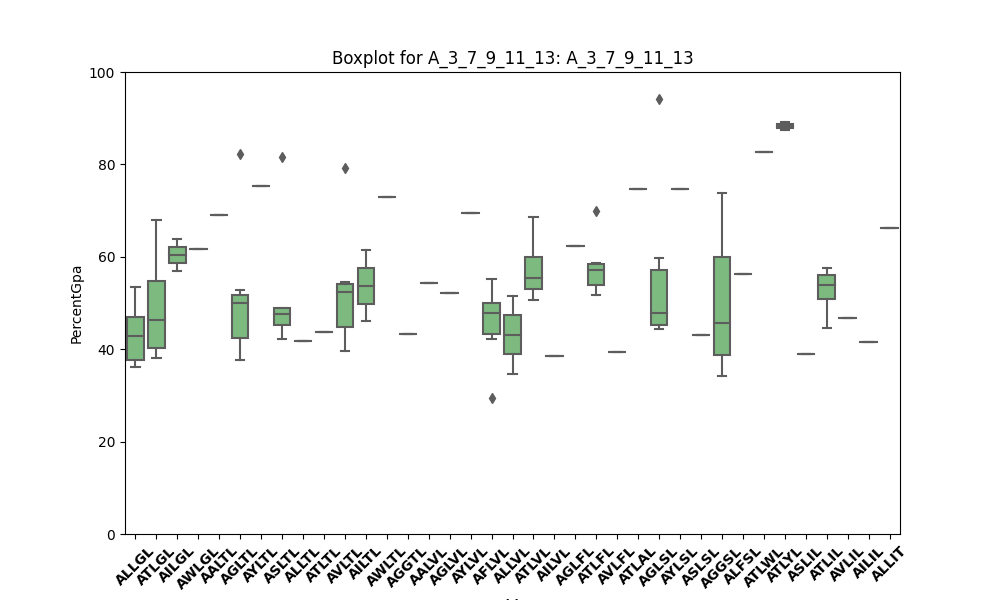 Boxplot for A_3_7_9_11_13: A_3_7_9_11_13
100
80
60
40
20
0
PercentGpa
ALLGL
ATLGL
AILGL
AWLGL
AALTL
AGLTL
AYLTL
ASLTL
ALLTL
ATLTL
AVLTL
AILTL
AWLTL
AGGTL
AALVL
AGLVL
AYLVL
AFLVL
ALLVL
ATLVL
AILVL
AGLFL
ATLFL
AVLFL
ATLAL
AGLSL
AYLSL
ASLSL
AGGSL
ALFSL
ATLWL
ATLYL
ASLIL
ATLIL
AVLIL
AILIL
ALLIT